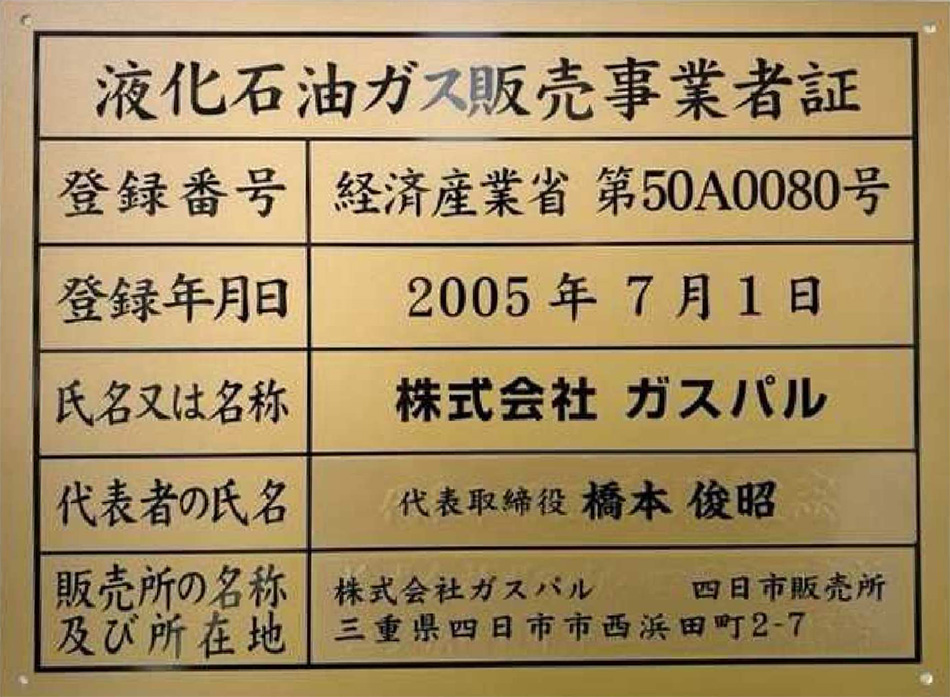 液化石油ガス販売事業者証
登録番号 経済産業省 第50A0080号
登録年月日 2005年 7月1日
氏名又は名称 株式会社 ガスパル
代表者の氏名 代表取締役 橋本 俊昭
販売所の名称 株式会社ガスパル 四日市販売所
及び所在地 三重県四日市市西浜田町2-7